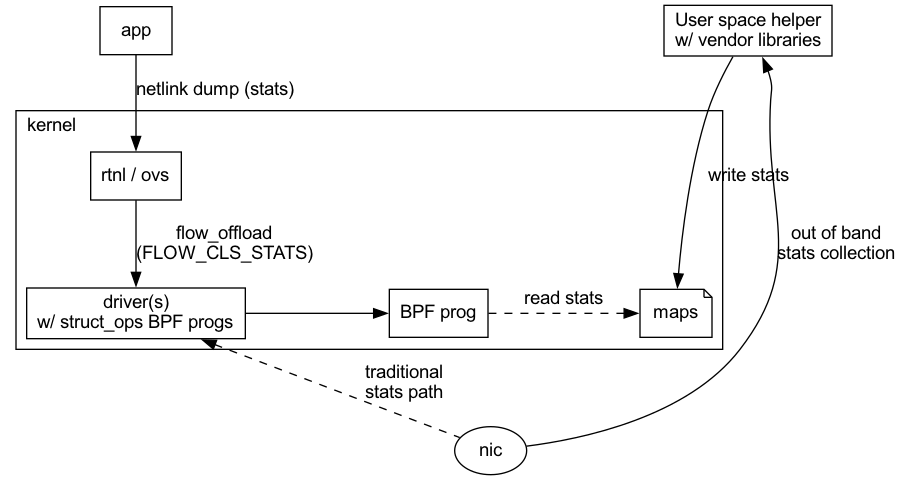 app
User space helper
w/ vendor libraries
netlink dump (stats)
kernel
rtnl / ovs
write stats
flow_offload
(FLOW_CLS_STATS)
out of band
stats collection
driver(s)
w/ struct_ops BPF progs
BPF prog
read stats
maps
traditional
stats path
nic